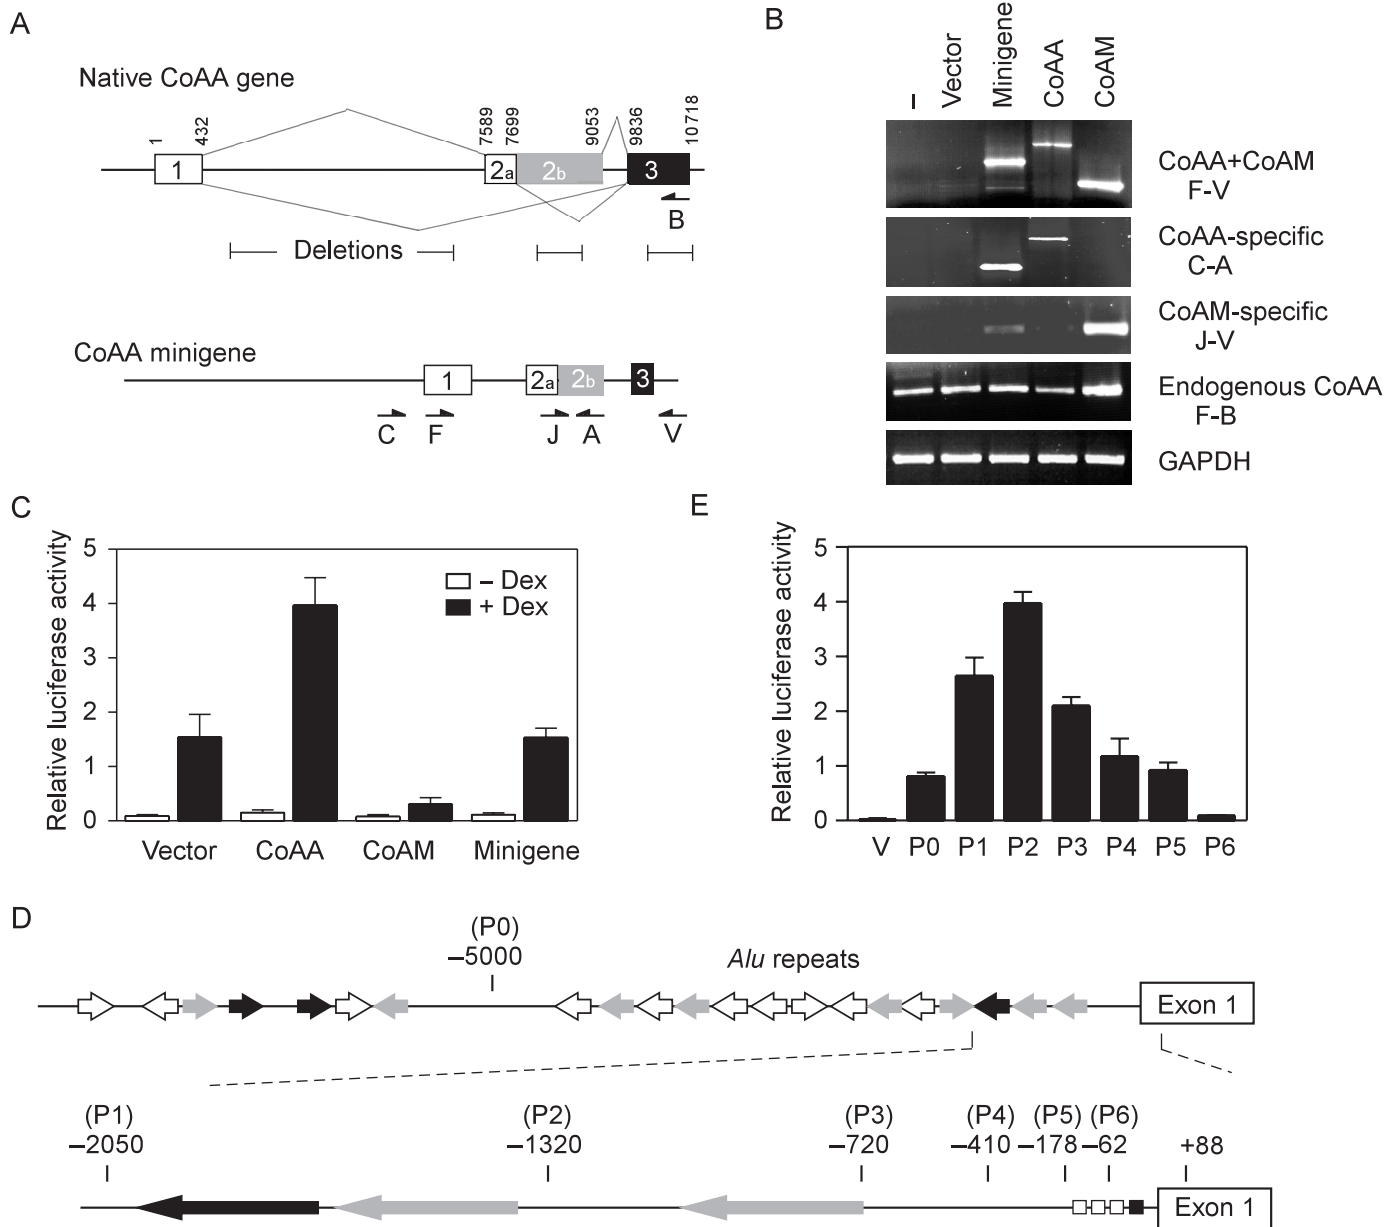 A
Native CoAA gene
1
432
7589
7699
9053
9836
10 718
1
2a
2b
3
B
Deletions
CoAA minigene
1
2a
2b
3
C
F
J
A
V
B
–
Vector
Minigene
CoAA
CoAM
CoAA+CoAM
F-V
CoAA-specific
C-A
CoAM-specific
J-V
Endogenous CoAA
F-B
GAPDH
C
Relative luciferase activity
5
4
3
2
1
0
– Dex
+ Dex
Vector CoAA CoAM Minigene
E
Relative luciferase activity
5
4
3
2
1
0
V P0 P1 P2 P3 P4 P5 P6
D
(P0)
–5000
Alu repeats
Exon 1
(P1) (P2) (P3) (P4) (P5) (P6)
–2050 –1320 –720 –410 –178 –62 +88
Exon 1